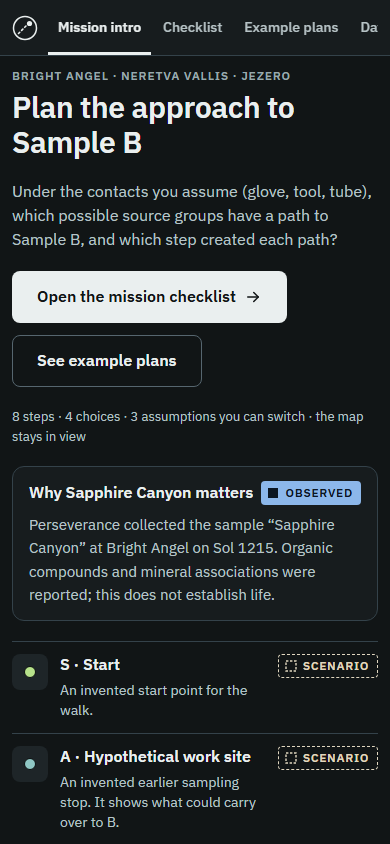 Mission intro Checklist Example plans Da
BRIGHT ANGEL · NERETVA VALLIS · JEZERO
Plan the approach to
Sample B
Under the contacts you assume (glove, tool, tube),
which possible source groups have a path to
Sample B, and which step created each path?
Open the mission checklist →
See example plans
8 steps · 4 choices · 3 assumptions you can switch · the map
stays in view
Why Sapphire Canyon matters OBSERVED
Perseverance collected the sample “Sapphire
Canyon” at Bright Angel on Sol 1215. Organic
compounds and mineral associations were
reported; this does not establish life.
S · Start SCENARIO
An invented start point for the
walk.
A · Hypothetical work site SCENARIO
An invented earlier sampling
stop. It shows what could carry
over to B.